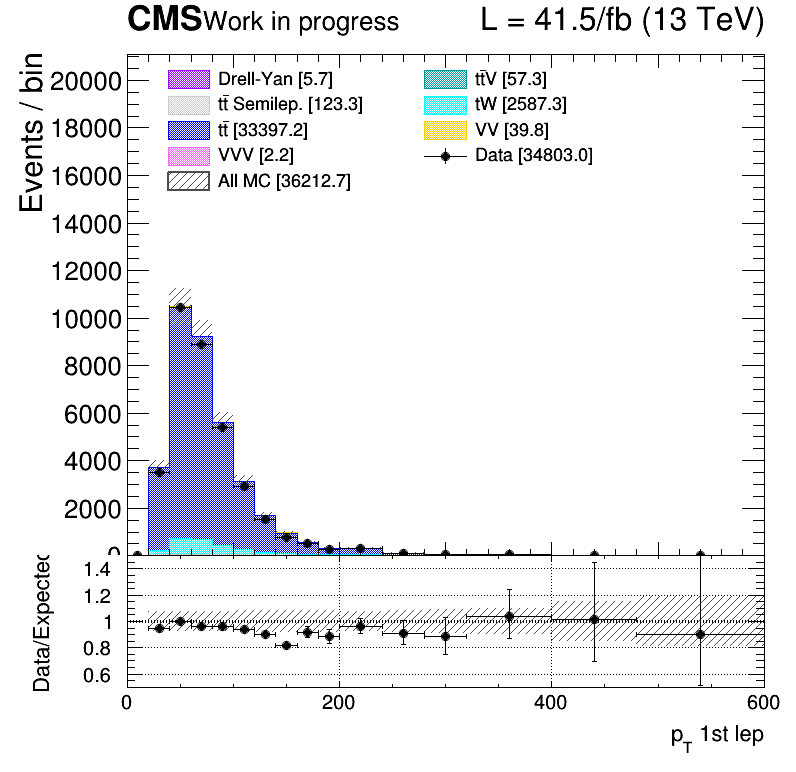 CMS Work in progress L = 41.5/fb (13 TeV)
Events / bin
20000
18000
16000
14000
12000
10000
8000
6000
4000
2000
0
Drell-Yan [5.7]
tt̄ Semilep. [123.3]
tt̄ [33397.2]
VVV [2.2]
All MC [36212.7]
tt̄V [57.3]
tW [2587.3]
VV [39.8]
Data [34803.0]
Data/Expected
1.4
1.2
1
0.8
0.6
0 200 400 600
p_T 1st lep